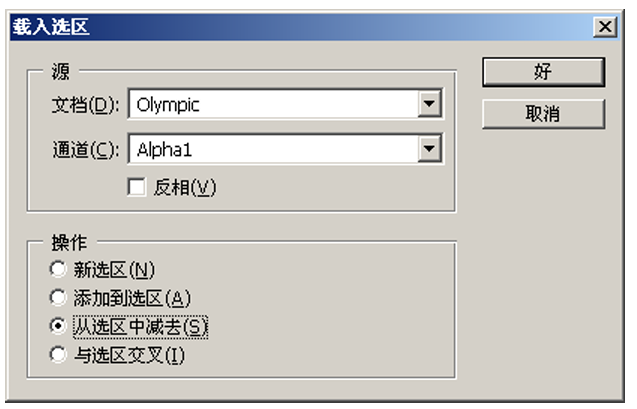 载入选区
源
文档(D): Olympic
通道(C): Alpha1
反相(V)
好
取消
操作
新选区(N)
添加到选区(A)
从选区中减去(S)
与选区交叉(I)